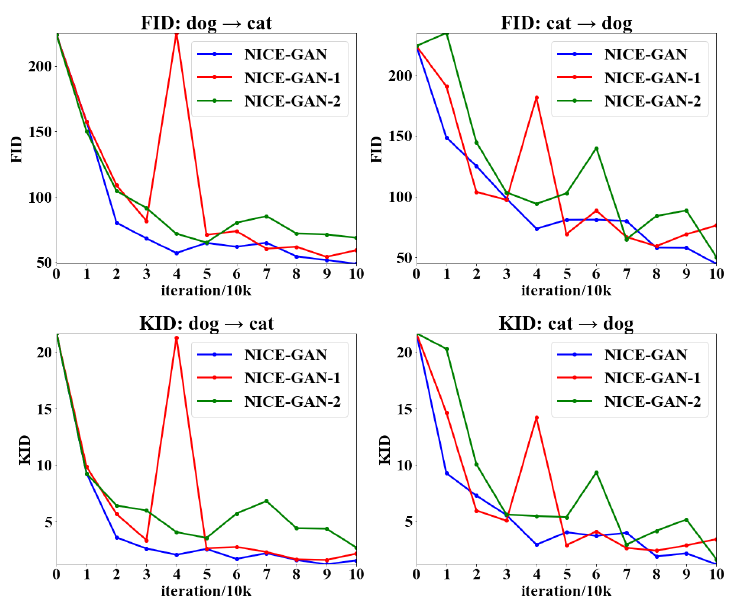 FID: dog → cat
FID
200
150
100
50
NICE-GAN
NICE-GAN-1
NICE-GAN-2
0 1 2 3 4 5 6 7 8 9 10
iteration/10k
FID: cat → dog
FID
200
150
100
50
NICE-GAN
NICE-GAN-1
NICE-GAN-2
0 1 2 3 4 5 6 7 8 9 10
iteration/10k
KID: dog → cat
KID
20
15
10
5
NICE-GAN
NICE-GAN-1
NICE-GAN-2
0 1 2 3 4 5 6 7 8 9 10
iteration/10k
KID: cat → dog
KID
20
15
10
5
NICE-GAN
NICE-GAN-1
NICE-GAN-2
0 1 2 3 4 5 6 7 8 9 10
iteration/10k